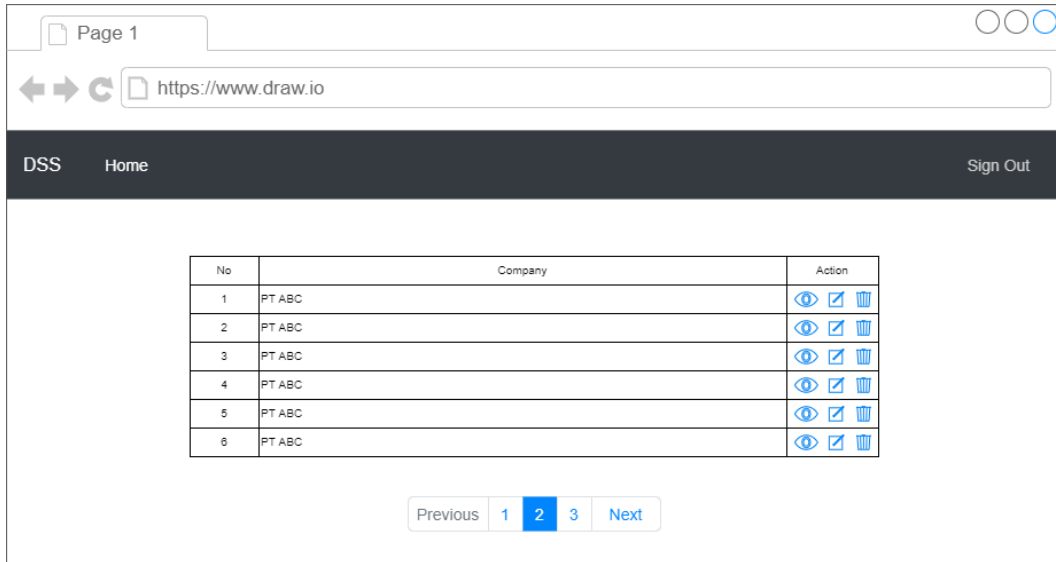 Page 1
https://www.draw.io
DSS Home Sign Out
No Company Action
1 PT ABC
2 PT ABC
3 PT ABC
4 PT ABC
5 PT ABC
6 PT ABC
Previous 1 2 3 Next